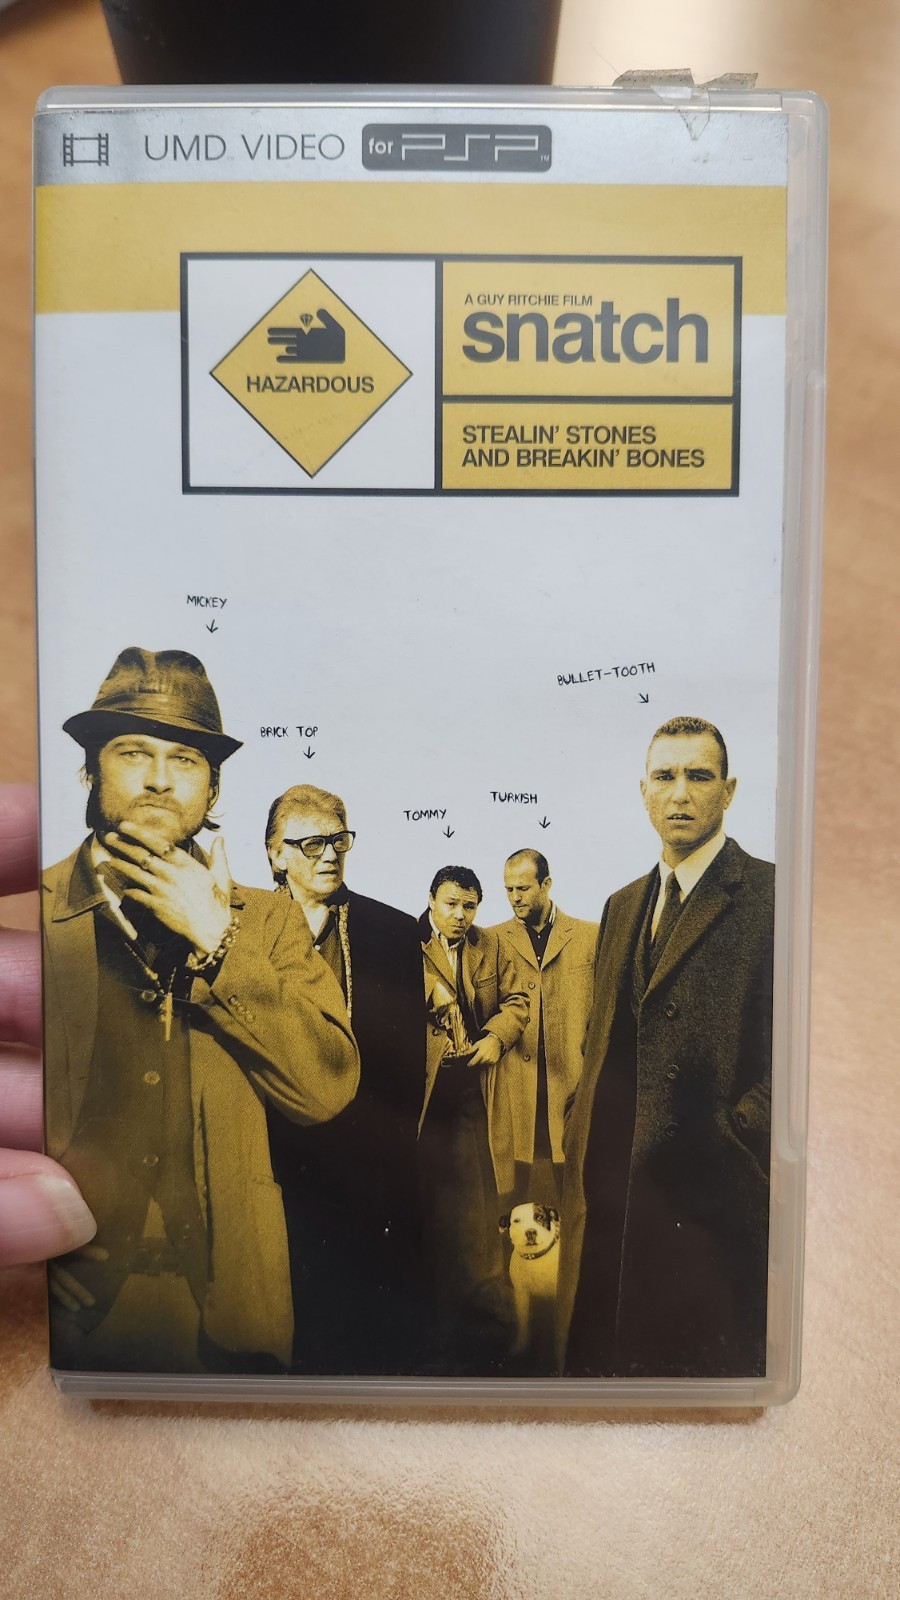 UMD VIDEO for PSP™
HAZARDOUS
A GUY RITCHIE FILM
snatch
STEALIN' STONES
AND BREAKIN' BONES
MICKEY
BRICK TOP
TOMMY
TURKISH
BULLET-TOOTH